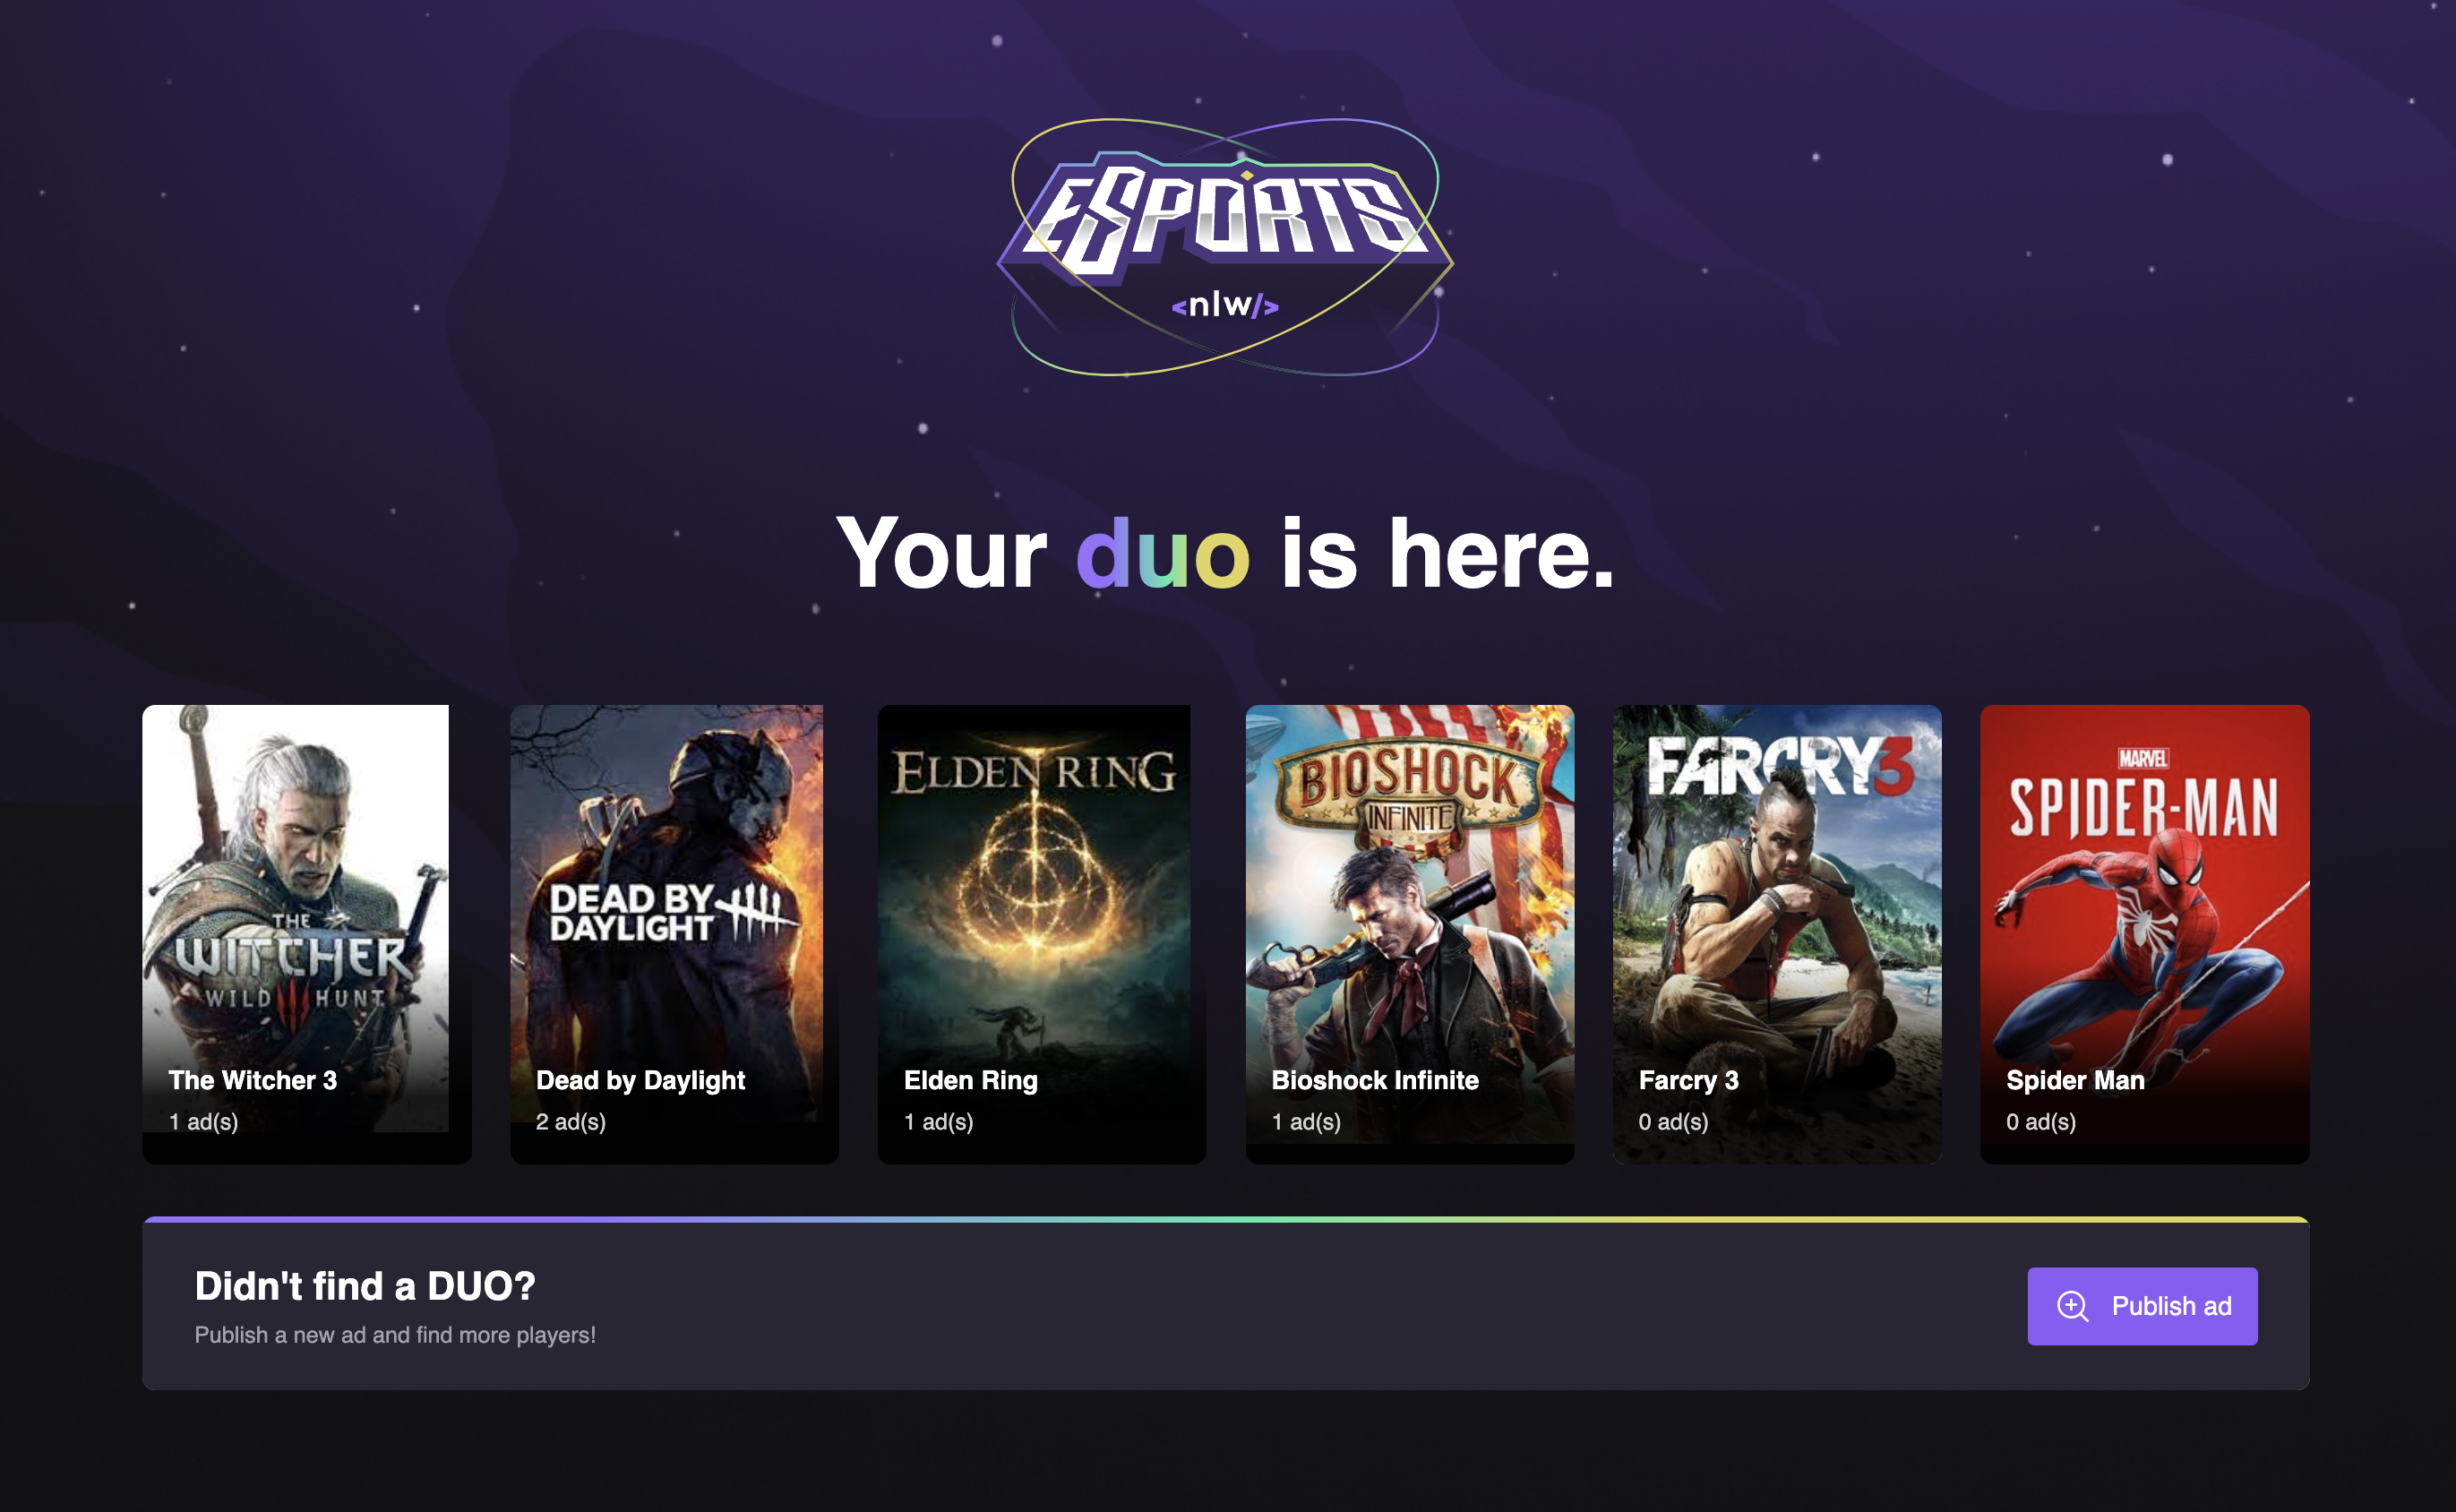 ESPORTS
<nlw/>
Your duo is here.
THE
WITCHER
WILD III HUNT
The Witcher 3
1 ad(s)
DEAD BY
DAYLIGHT
Dead by Daylight
2 ad(s)
ELDEN RING
Elden Ring
1 ad(s)
BIOSHOCK
INFINITE
Bioshock Infinite
1 ad(s)
FARCRY3
Farcry 3
0 ad(s)
MARVEL
SPIDER-MAN
Spider Man
0 ad(s)
Didn't find a DUO?
Publish a new ad and find more players!
Publish ad